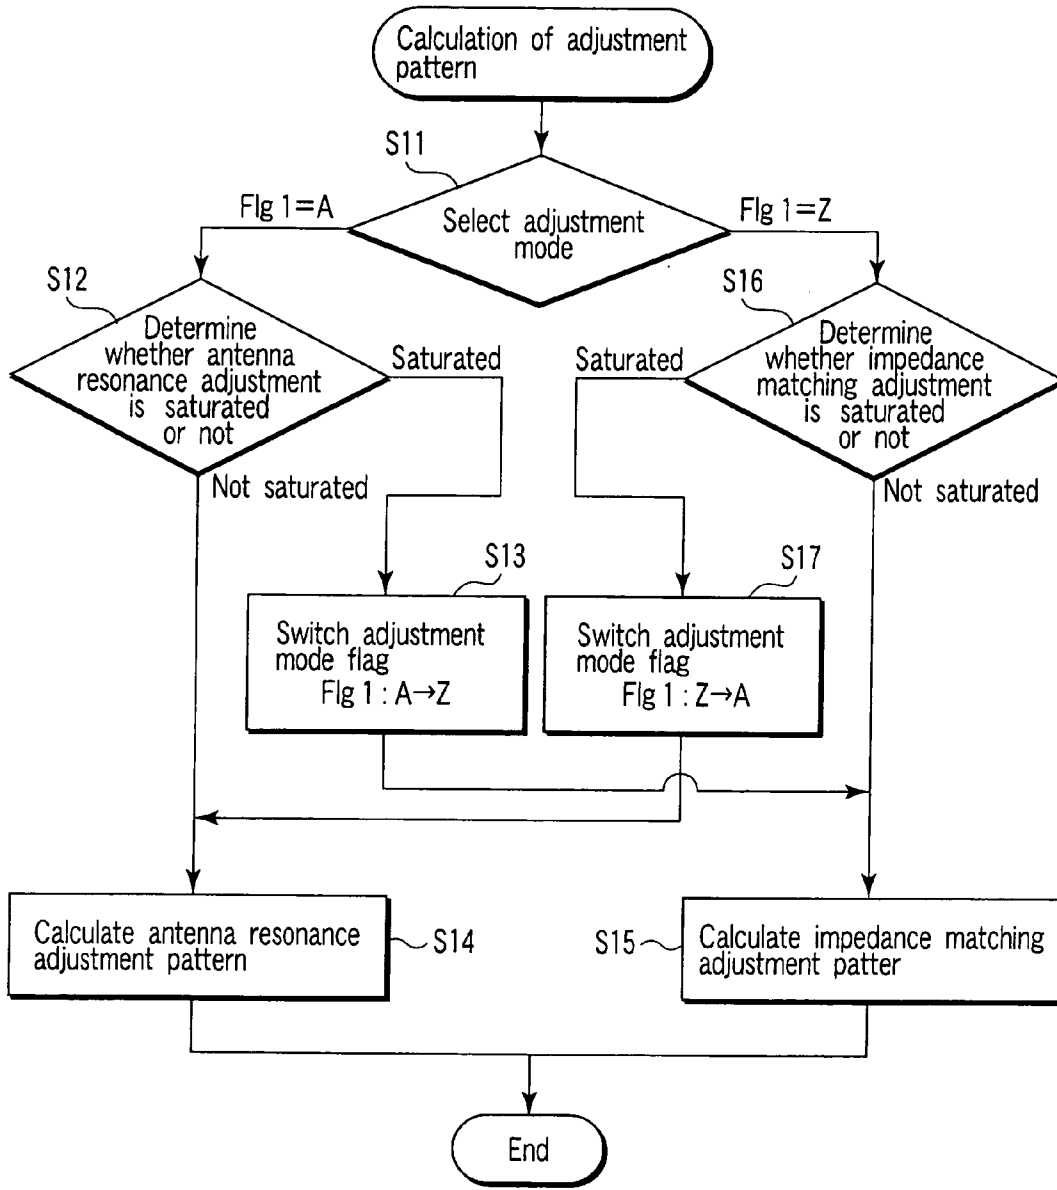 Calculation of adjustment
pattern
S11
Flg 1=A
Flg 1=Z
Select adjustment
mode
S12
S16
Determine
whether antenna
resonance adjustment
is saturated
or not
Saturated
Saturated
Determine
whether impedance
matching adjustment
is saturated
or not
Not saturated
Not saturated
S13
S17
Switch adjustment
mode flag
Flg 1 : A→Z
Switch adjustment
mode flag
Flg 1 : Z→A
Calculate antenna resonance
adjustment pattern
S14
S15
Calculate impedance matching
adjustment patter
End